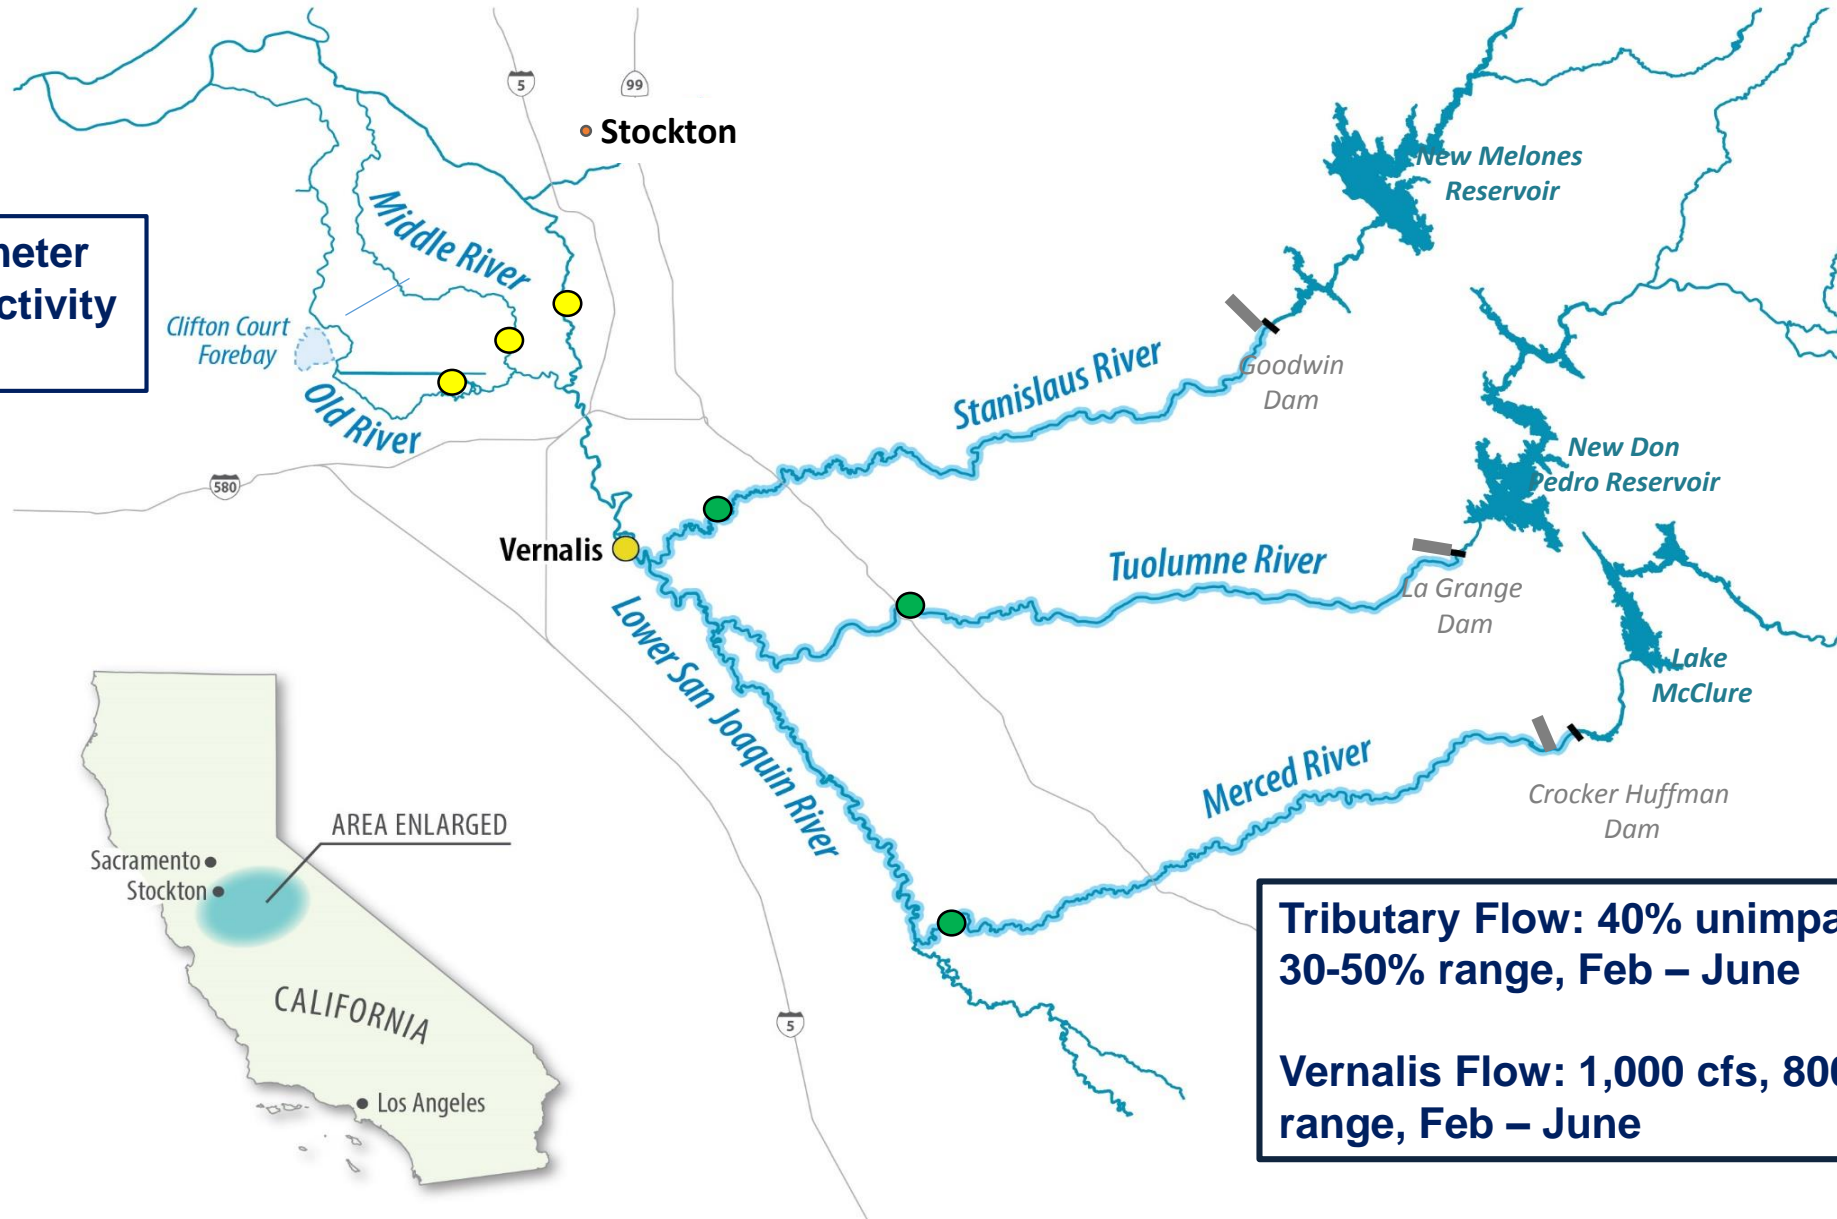 5
99
Stockton
New Melones
Reservoir
Middle River
Clifton Court
Forebay
Old River
Goodwin
Dam
Stanislaus River
580
New Don
Pedro Reservoir
Vernalis
Tuolumne River
La Grange
Dam
Lower San Joaquin River
Lake
McClure
Merced River
Crocker Huffman
Dam
AREA ENLARGED
Sacramento
Stockton
CALIFORNIA
Los Angeles
5
Tributary Flow: 40%
30-50% range, Feb – June
Vernalis Flow: 1,000 cfs,
range, Feb – June